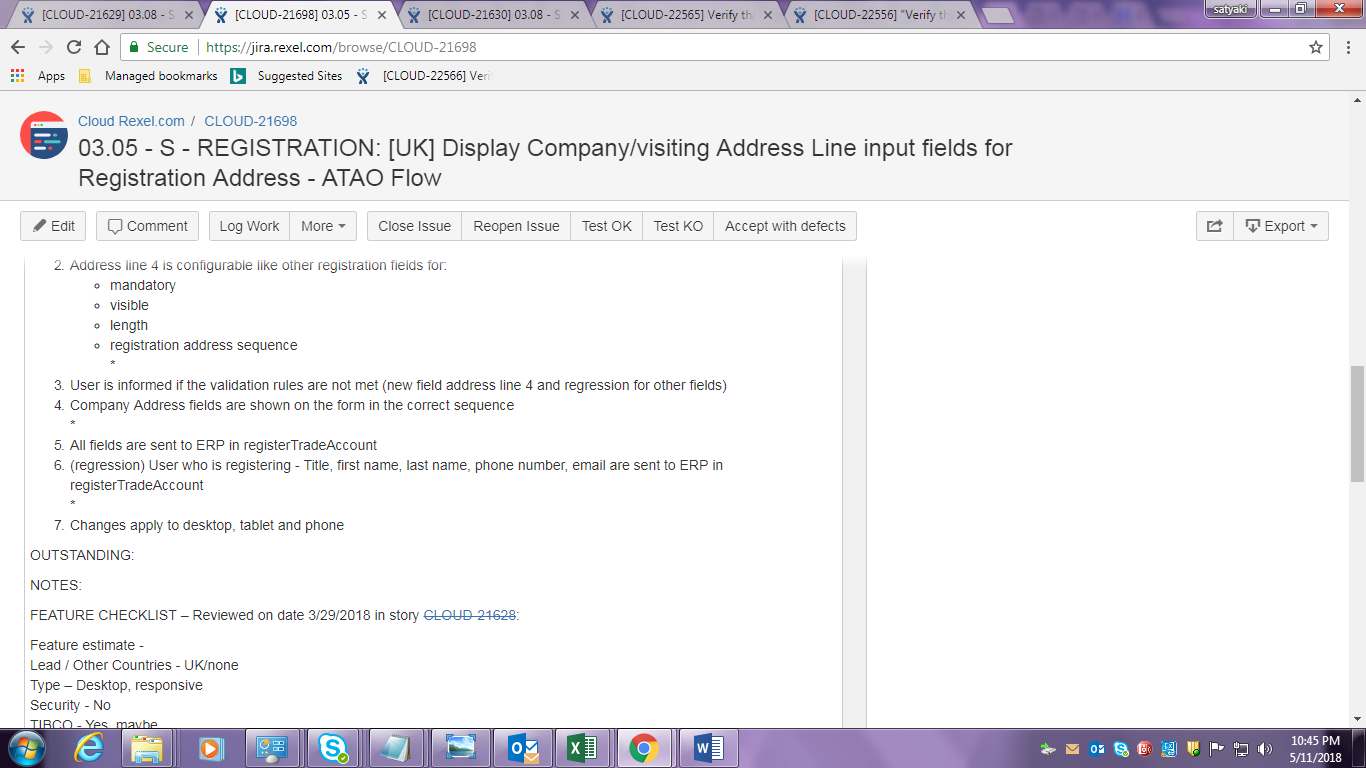 [CLOUD-21629] 03.08 - S
[CLOUD-21698] 03.05 - S
[CLOUD-21630] 03.08 - S
[CLOUD-22565] Verify th
[CLOUD-22556] "Verify t
satyaki
Secure https://jira.rexel.com/browse/CLOUD-21698
Apps Managed bookmarks Suggested Sites [CLOUD-22566] Veri
Cloud Rexel.com / CLOUD-21698
03.05 - S - REGISTRATION: [UK] Display Company/visiting Address Line input fields for
Registration Address - ATAO Flow
Edit Comment Log Work More Close Issue Reopen Issue Test OK Test KO Accept with defects Export
2. Address line 4 is configurable like other registration fields for:
mandatory
visible
length
registration address sequence
*
3. User is informed if the validation rules are not met (new field address line 4 and regression for other fields)
4. Company Address fields are shown on the form in the correct sequence
*
5. All fields are sent to ERP in registerTradeAccount
6. (regression) User who is registering - Title, first name, last name, phone number, email are sent to ERP in
registerTradeAccount
*
7. Changes apply to desktop, tablet and phone
OUTSTANDING:
NOTES:
FEATURE CHECKLIST – Reviewed on date 3/29/2018 in story CLOUD-21628:
Feature estimate -
Lead / Other Countries - UK/none
Type – Desktop, responsive
Security - No
TIBCO - Yes, maybe
10:45 PM
5/11/2018